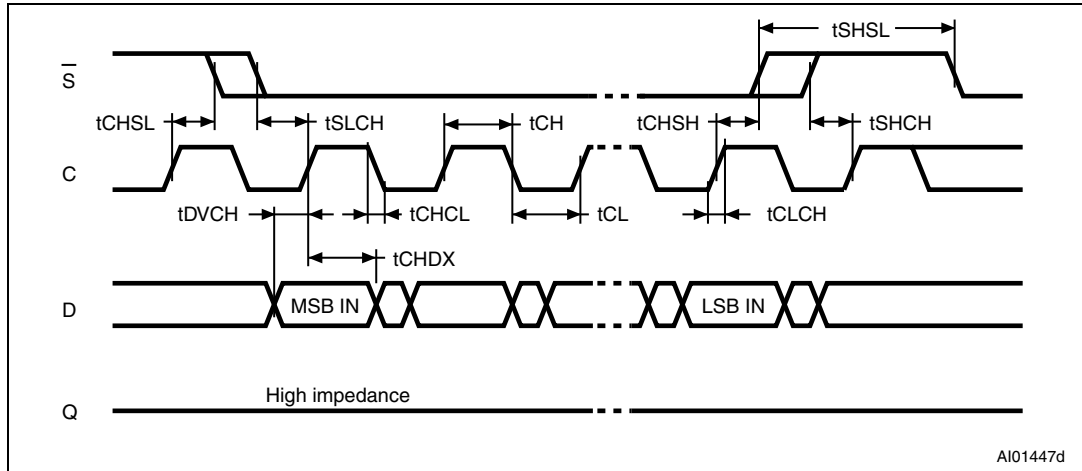 tSHSL
S
tCHSL
tSLCH
tCH
tCHSH
tSHCH
C
tDVCH
tCHCL
tCL
tCLCH
tCHDX
D
MSB IN
LSB IN
High impedance
Q
AI01447d